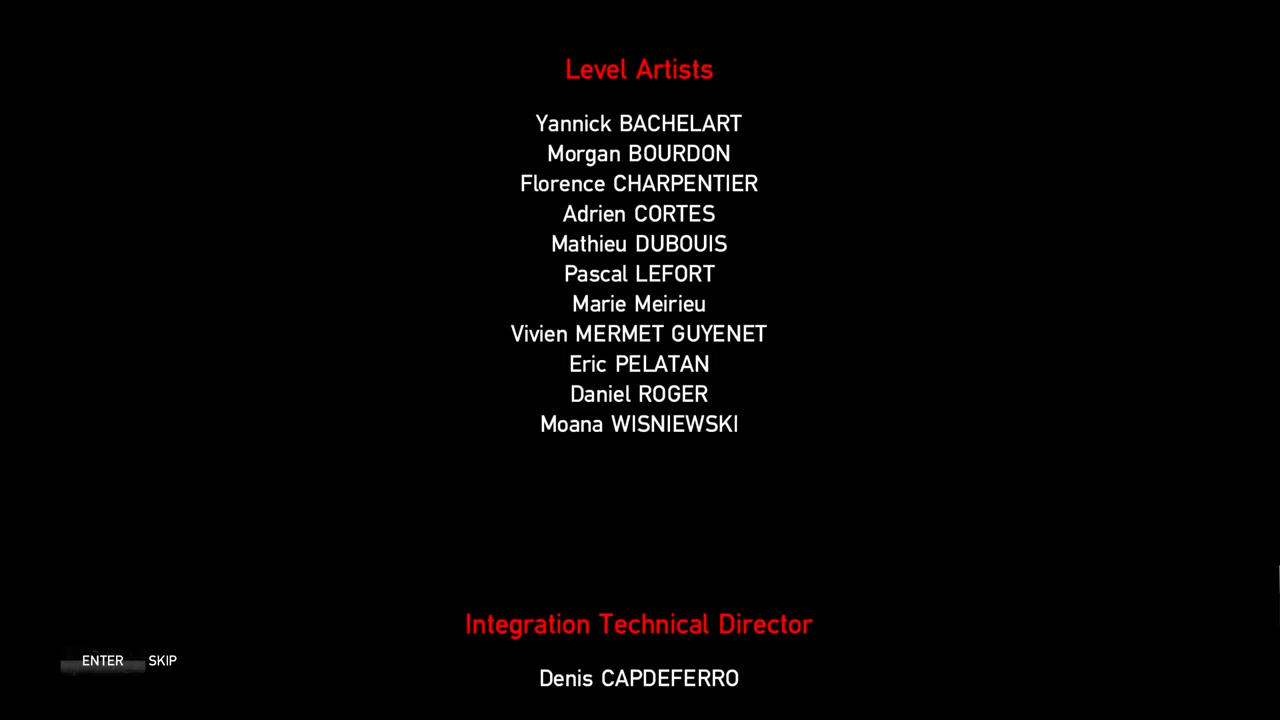 Level Artists
Yannick BACHELART
Morgan BOURDON
Florence CHARPENTIER
Adrien CORTES
Mathieu DUBOUIS
Pascal LEFORT
Marie Meirieu
Vivien MERMET GUYENET
Eric PELATAN
Daniel ROGER
Moana WISNIEWSKI
Integration Technical Director
ENTER SKIP
Denis CAPDEFERRO